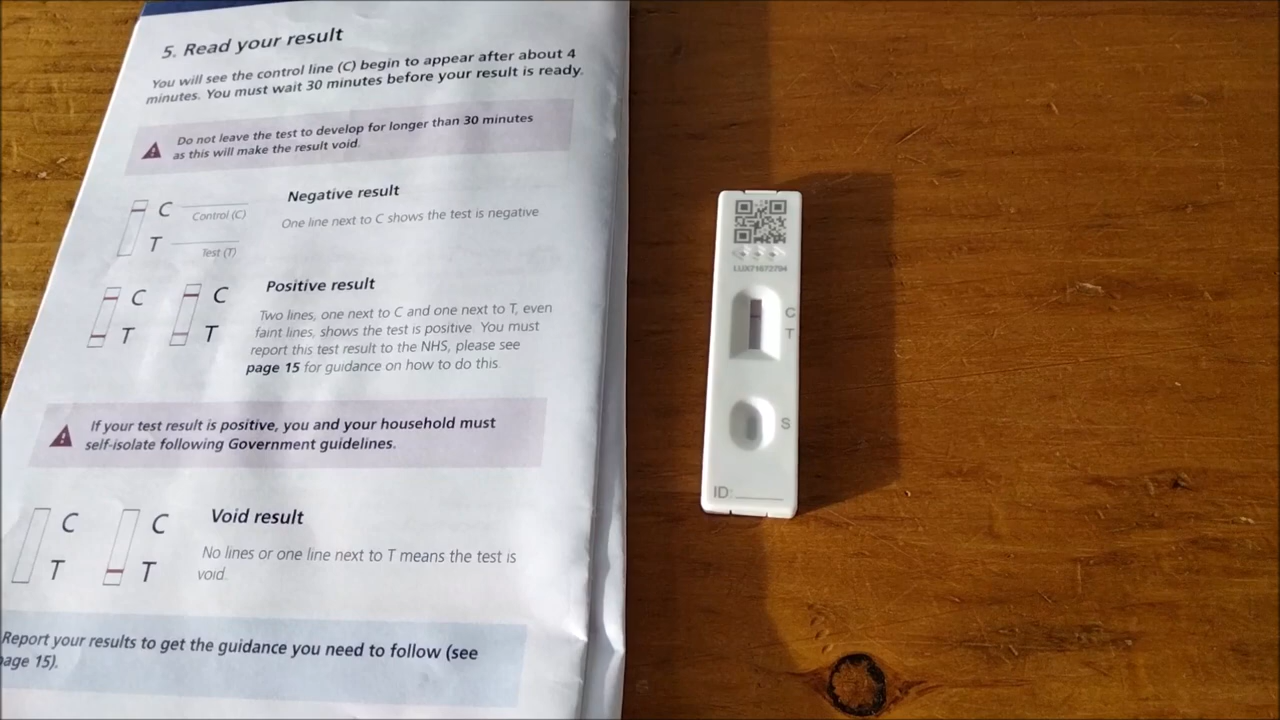 5. Read your result
You will see the control line (C) begin to appear after about 4
minutes. You must wait 30 minutes before your result is ready.
Do not leave the test to develop for longer than 30 minutes
as this will make the result void.
Negative result
C
Control (C)
One line next to C shows the test is negative
T
Test (T)
Positive result
C
C
T
T
Two lines, one next to C and one next to T, even
faint lines, shows the test is positive. You must
report this test result to the NHS, please see
page 15 for guidance on how to do this.
If your test result is positive, you and your household must
self-isolate following Government guidelines.
Void result
C
C
T
T
No lines or one line next to T means the test is
void.
Report your results to get the guidance you need to follow (see
age 15).
C
T
S
ID: